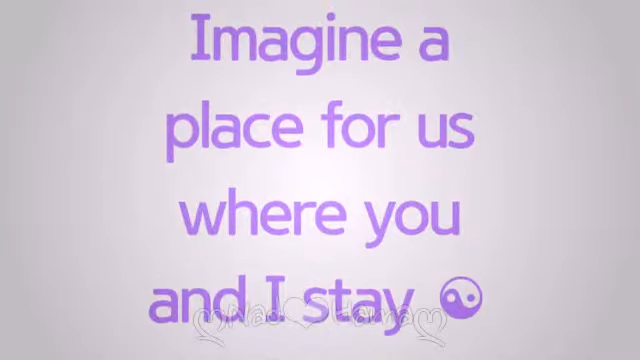 Imagine a
place for us
where you
and I stay ☯